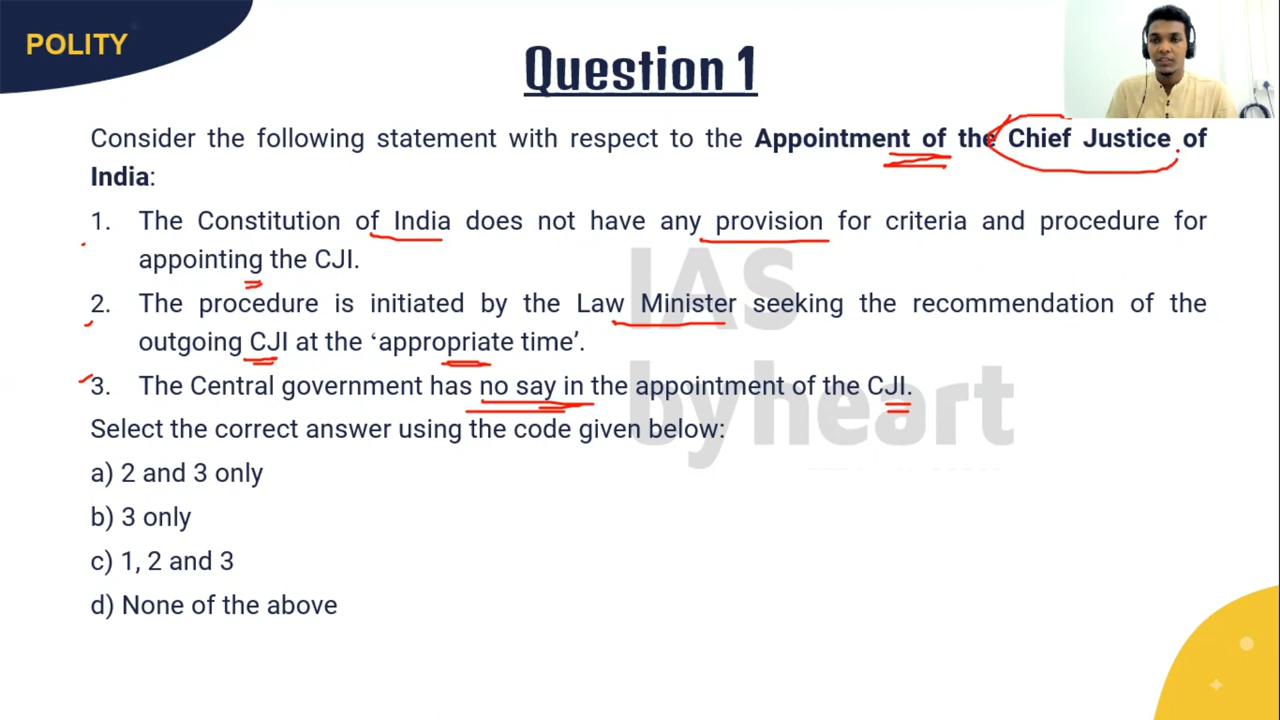 POLITY
Question 1
Consider the following statement with respect to the Appointment of the Chief Justice of
India:
1. The Constitution of India does not have any provision for criteria and procedure for
appointing the CJI.
2. The procedure is initiated by the Law Minister seeking the recommendation of the
outgoing CJI at the ‘appropriate time’.
3. The Central government has no say in the appointment of the CJI.
Select the correct answer using the code given below:
a) 2 and 3 only
b) 3 only
c) 1, 2 and 3
d) None of the above
IAS
byheart